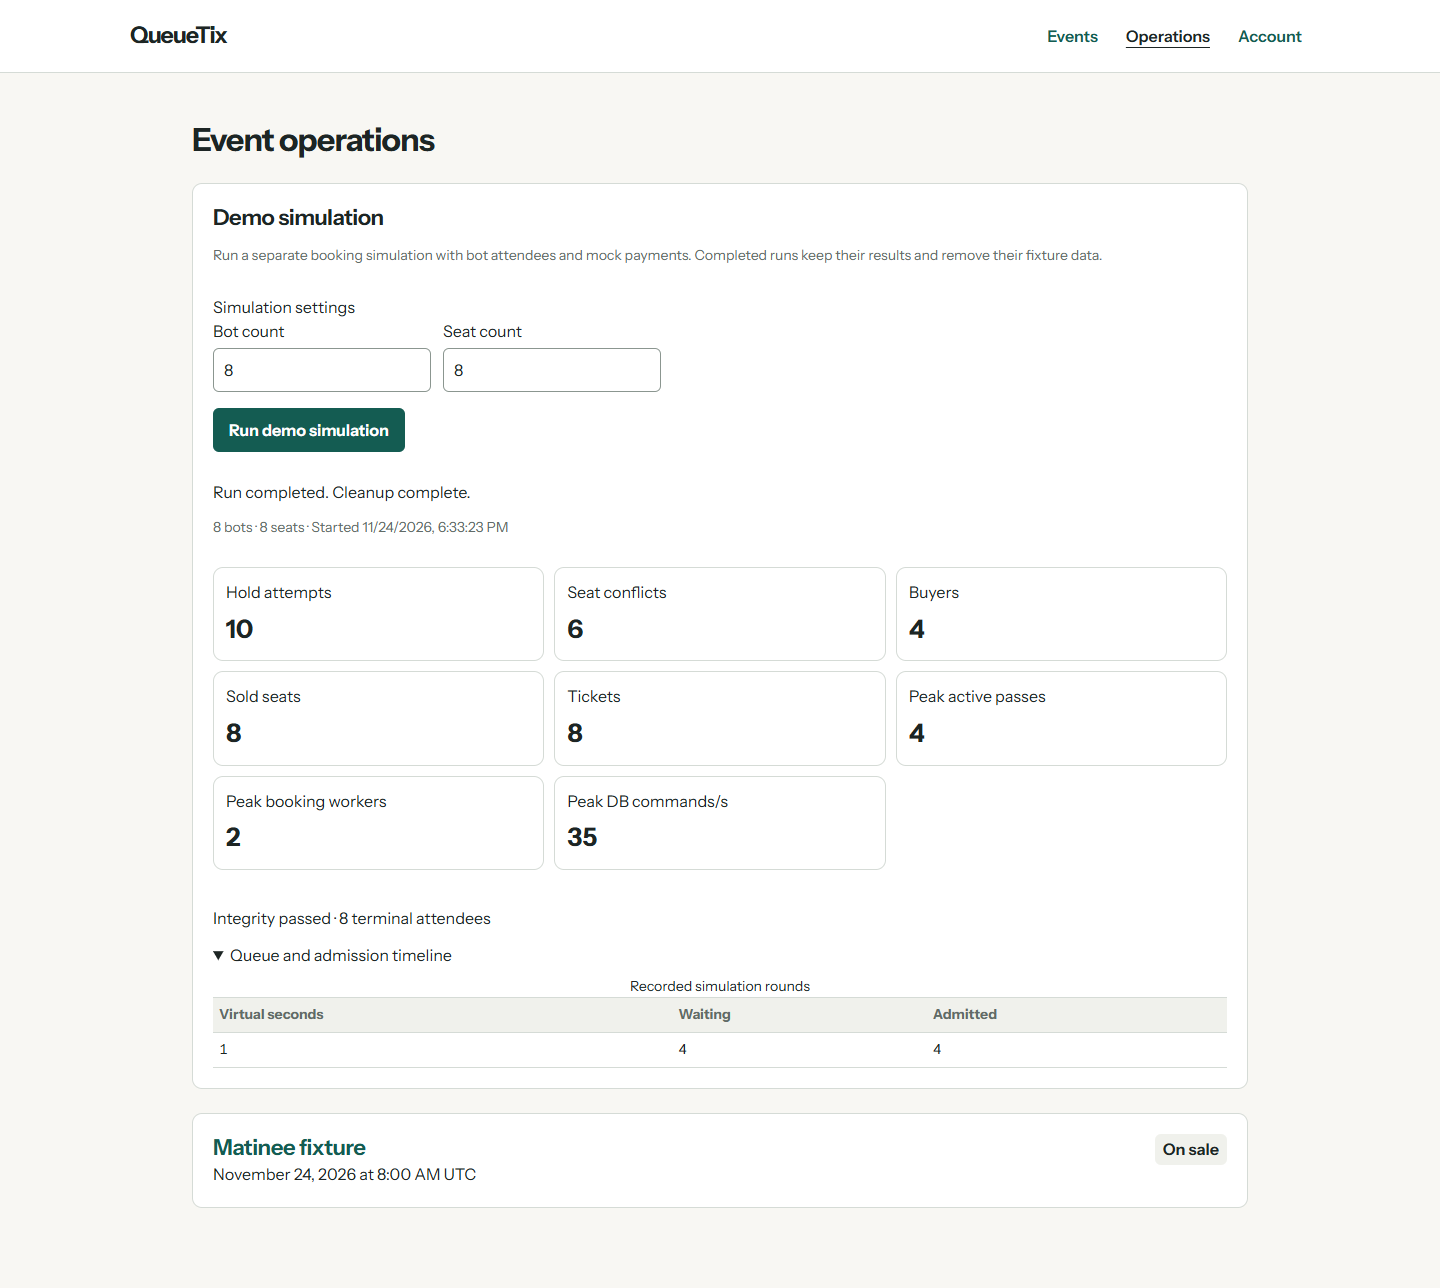 QueueTix
Events Operations Account
Event operations
Demo simulation
Run a separate booking simulation with bot attendees and mock payments. Completed runs keep their results and remove their fixture data.
Simulation settings
Bot count Seat count
8 8
Run demo simulation
Run completed. Cleanup complete.
8 bots · 8 seats · Started 11/24/2026, 6:33:23 PM
Hold attempts Seat conflicts Buyers
10 6 4
Sold seats Tickets Peak active passes
8 8 4
Peak booking workers Peak DB commands/s
2 35
Integrity passed · 8 terminal attendees
▼ Queue and admission timeline
Recorded simulation rounds
Virtual seconds Waiting Admitted
1 4 4
Matinee fixture On sale
November 24, 2026 at 8:00 AM UTC